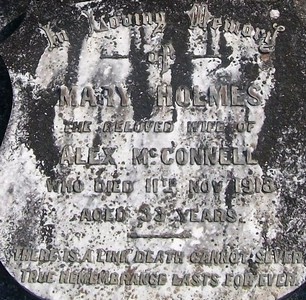 In Loving Memory
of
MARY HOLMES
THE BELOVED WIFE OF
ALEX McCONNELL
WHO DIED 11TH NOV 1918
AGED 33 YEARS.
THERE IS A LINK DEATH CANNOT SEVER
TRUE REMEMBRANCE LASTS FOR EVER